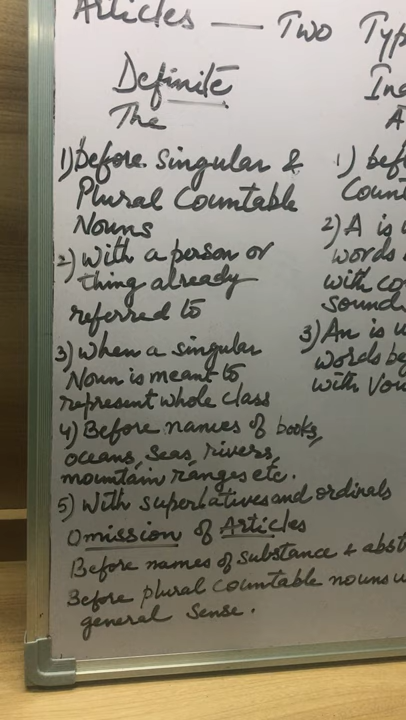 Articles — Two Typ
Definite
The
1) Before singular &
Plural Countable
Nouns
2) With a person or
thing already
referred to
3) When a singular
Noun is meant to
represent whole class
4) Before names of books,
oceans, seas, rivers,
mountain ranges etc.
5) With superlatives and ordinals
Omission of Articles
Before names of substance & abst
Before plural countable nouns u
general sense.
Ind
A
1) bef
Count
2) A is u
words
with co
sound
3) An is u
words be
with Vow